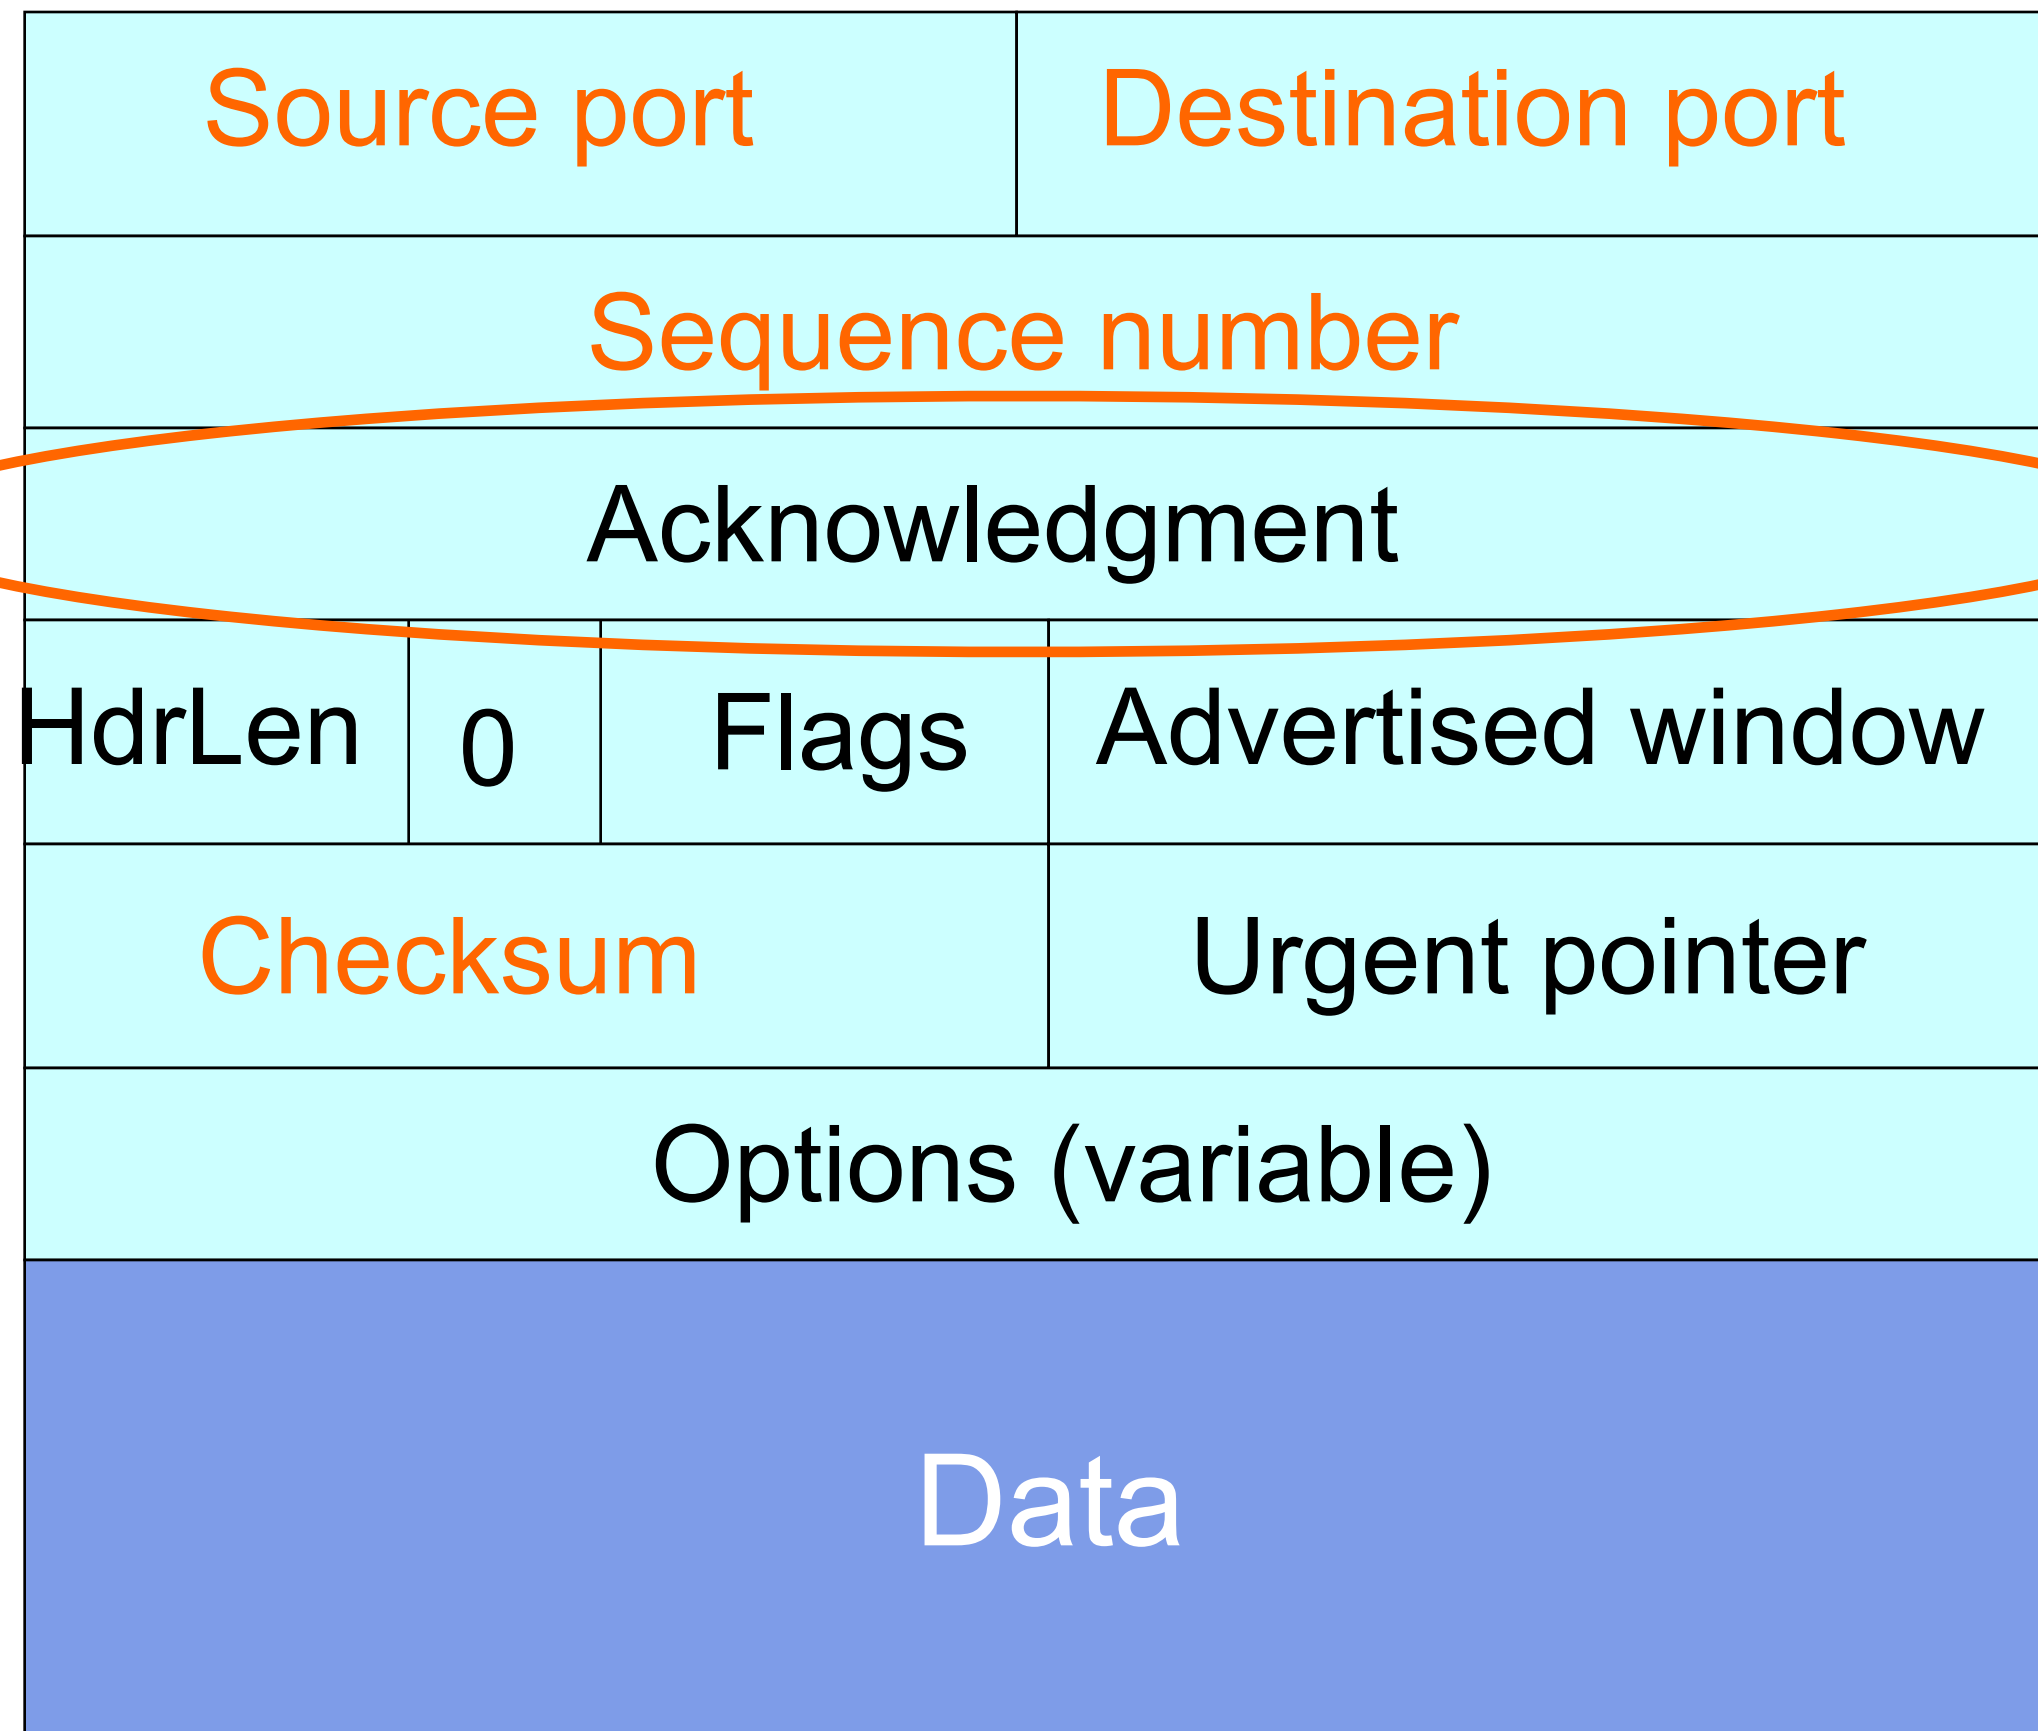 Source port
Destination port
Sequence number
Acknowledgment
HdrLen
0
Flags
Advertised window
Checksum
Urgent pointer
Options (variable)
Data